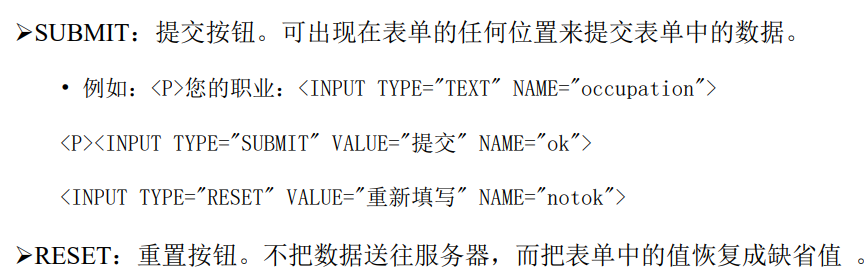 ➢SUBMIT：提交按钮。可出现在表单的任何位置来提交表单中的数据。
• 例如：<P>您的职业：<INPUT TYPE="TEXT" NAME="occupation">
<P><INPUT TYPE="SUBMIT" VALUE="提交" NAME="ok">
<INPUT TYPE="RESET" VALUE="重新填写" NAME="notok">
➢RESET：重置按钮。不把数据送往服务器，而把表单中的值恢复成缺省值 。